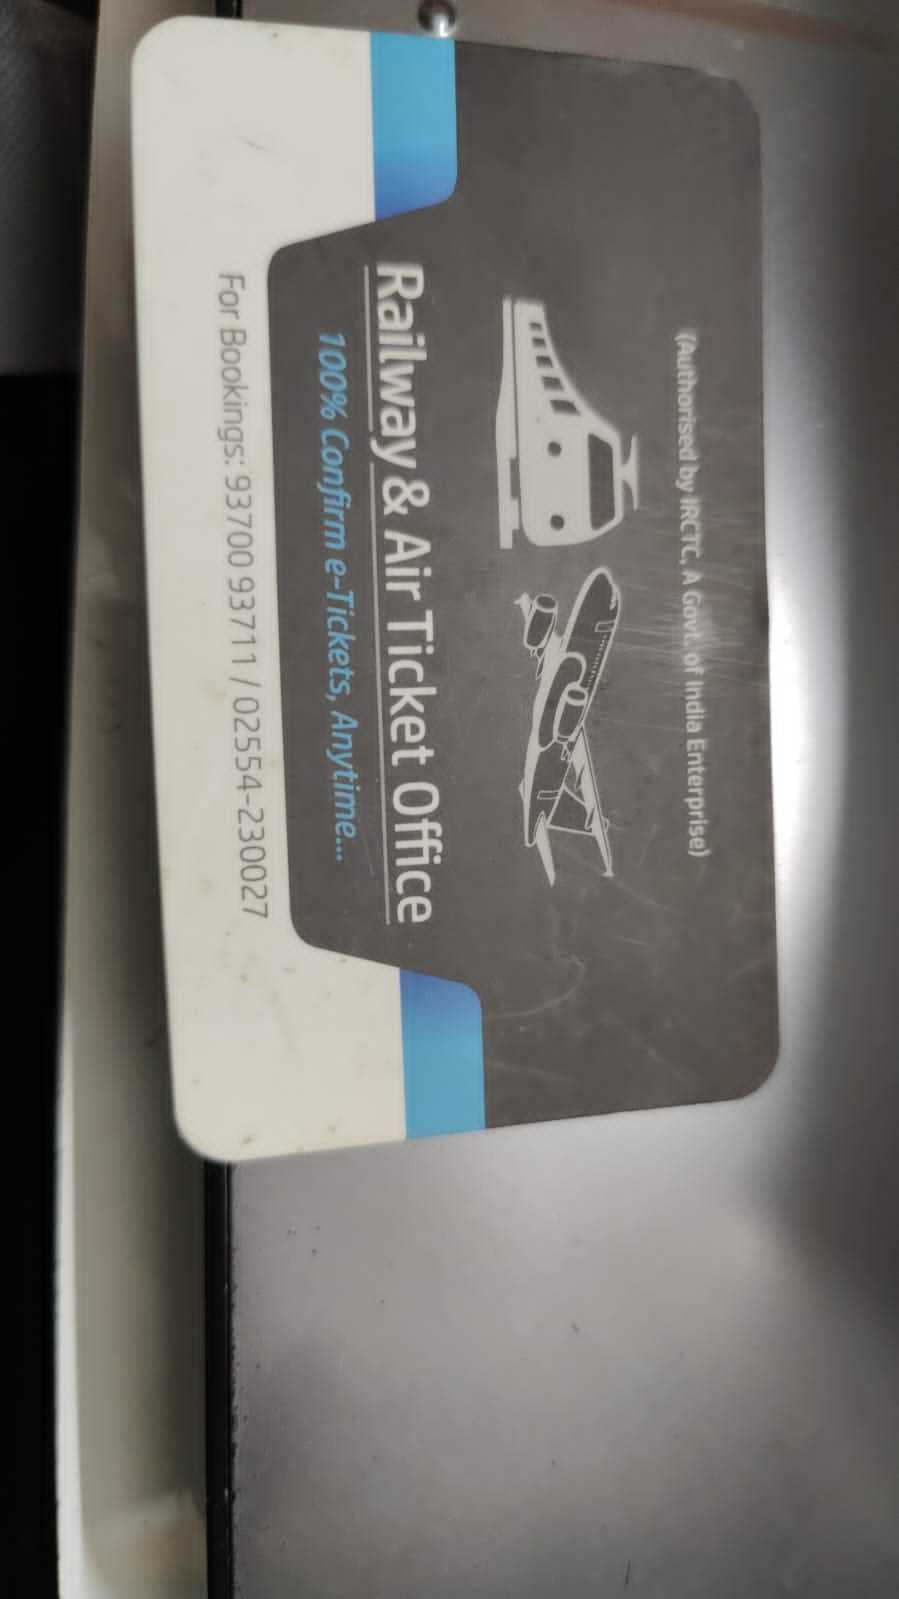 (Authorised by IRCTC, A Govt. of India Enterprise)
Railway & Air Ticket Office
100% Confirm e-Tickets, Anytime...
For Bookings: 93700 93711 / 02554-230027